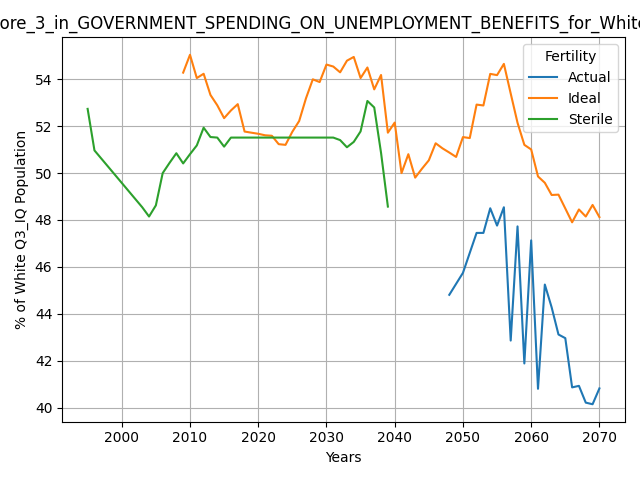 ore_3_in_GOVERNMENT_SPENDING_ON_UNEMPLOYMENT_BENEFITS_for_White
Fertility
Actual
Ideal
Sterile
% of White Q3_IQ Population
54
52
50
48
46
44
42
40
2000
2010
2020
2030
2040
2050
2060
2070
Years